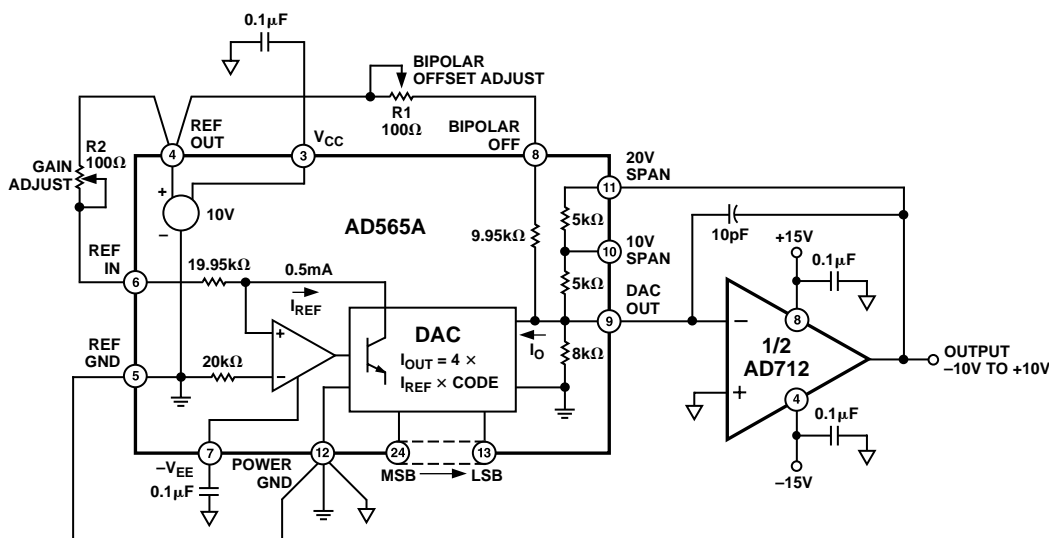 0.1µF
BIPOLAR
OFFSET ADJUST
R1
100Ω
R2
100Ω
GAIN
ADJUST
REF
OUT
VCC
BIPOLAR
OFF
20V
SPAN
4
3
8
11
+
10V
–
AD565A
9.95kΩ
5kΩ
10
10V
SPAN
5kΩ
10pF
+15V
0.1µF
REF
IN
6
19.95kΩ
0.5mA
IREF
DAC
OUT
9
8
–
+
1/2
AD712
OUTPUT
–10V TO +10V
4
0.1µF
–15V
REF
GND
5
20kΩ
+
–
DAC
IOUT = 4 ×
IREF × CODE
IO
8kΩ
7
–VEE
0.1µF
POWER
GND
12
24
13
MSB
LSB